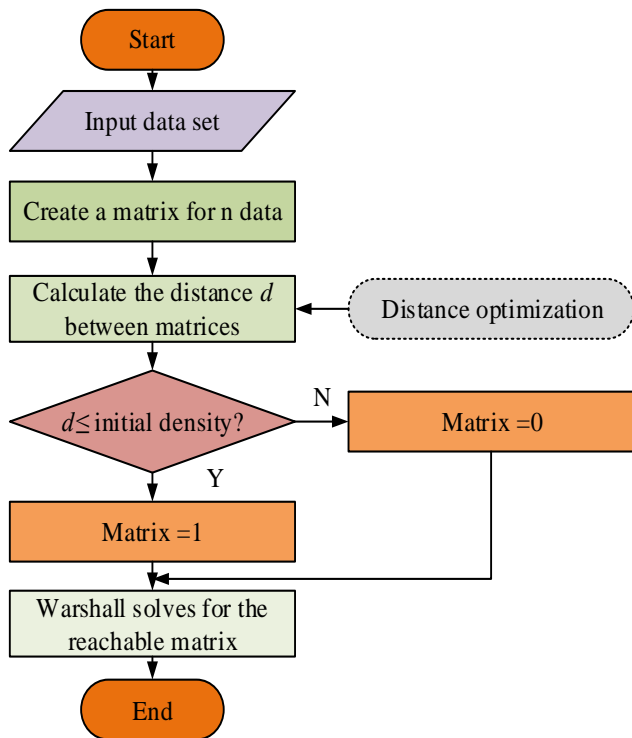 Start
Input data set
Create a matrix for n data
Calculate the distance d
between matrices
Distance optimization
d≤ initial density?
N
Matrix =0
Y
Matrix =1
Warshall solves for the
reachable matrix
End